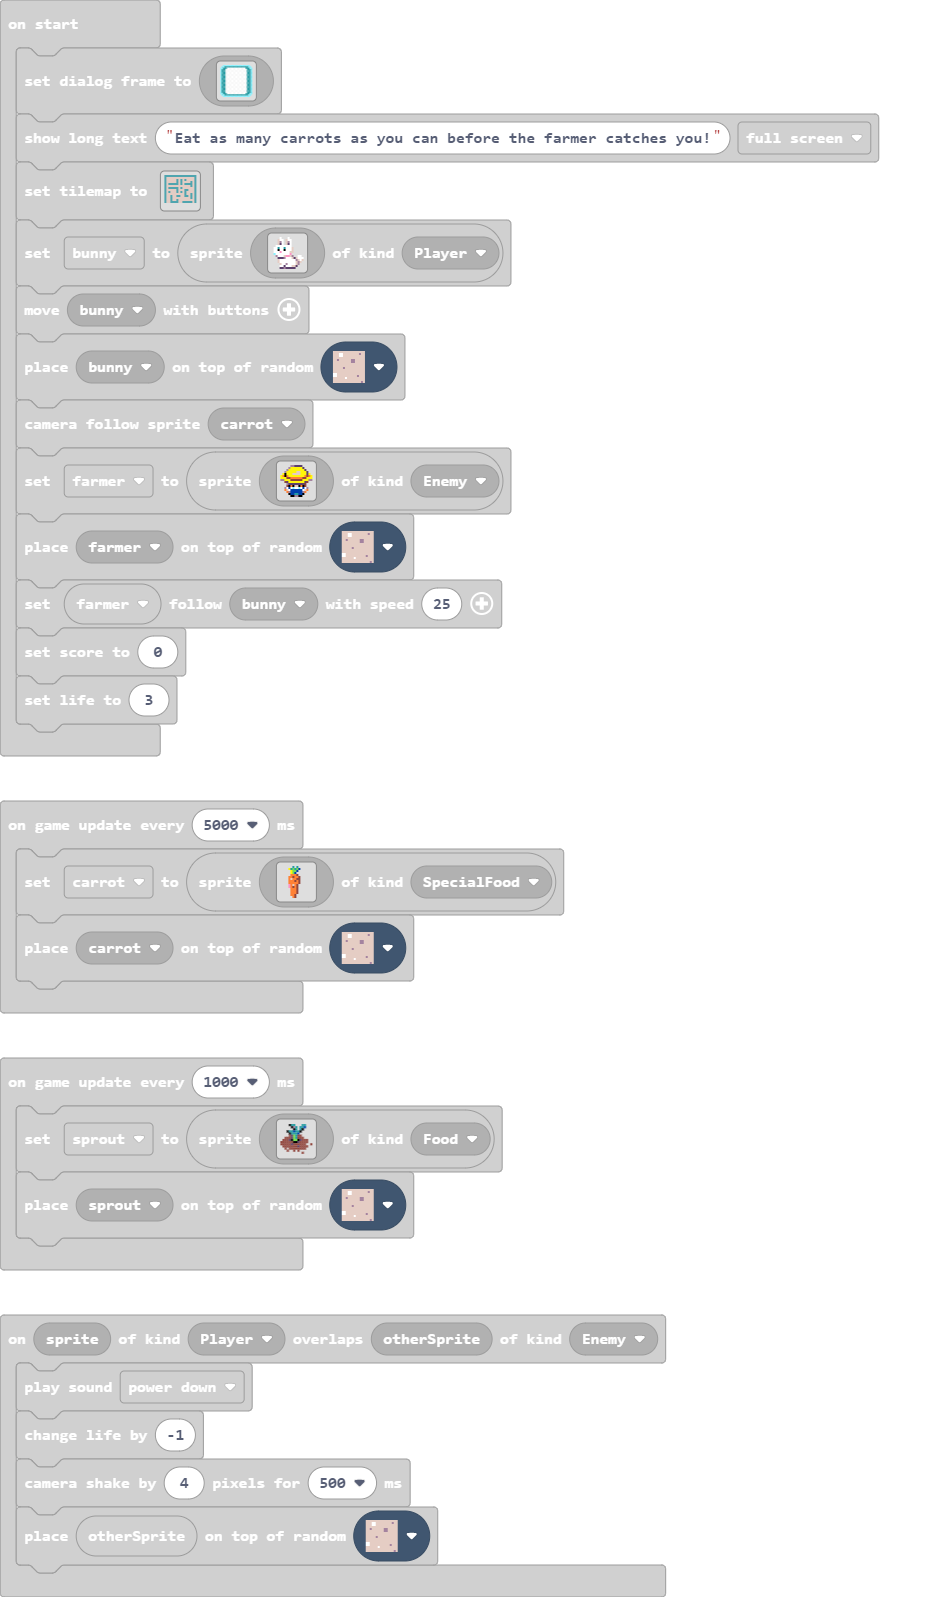 on start
set dialog frame to
show long text "Eat as many carrots as you can before the farmer catches you!" full screen
set tilemap to
set bunny to sprite of kind Player
move bunny with buttons
place bunny on top of random
camera follow sprite carrot
set farmer to sprite of kind Enemy
place farmer on top of random
set farmer follow bunny with speed 25
set score to 0
set life to 3
on game update every 5000 ms
set carrot to sprite of kind SpecialFood
place carrot on top of random
on game update every 1000 ms
set sprout to sprite of kind Food
place sprout on top of random
on sprite of kind Player overlaps otherSprite of kind Enemy
play sound power down
change life by -1
camera shake by 4 pixels for 500 ms
place otherSprite on top of random